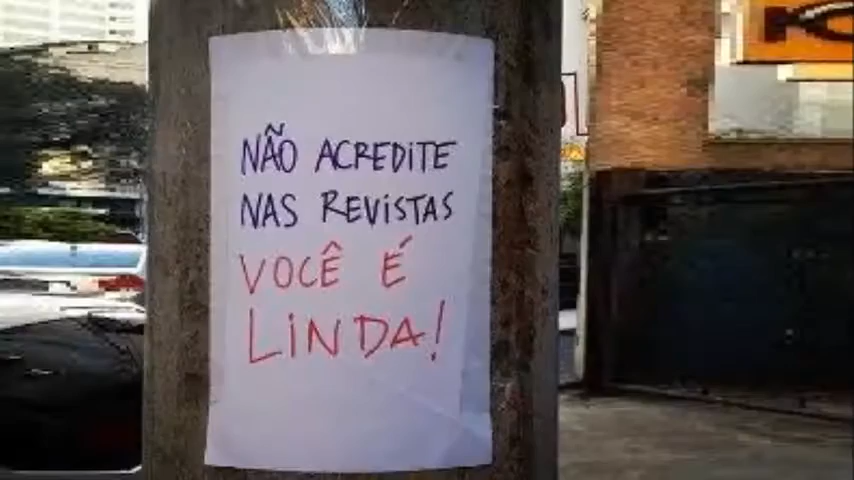 NÃO ACREDiTE
NAS REViSTAS
VOCÊ É
LiNDA!